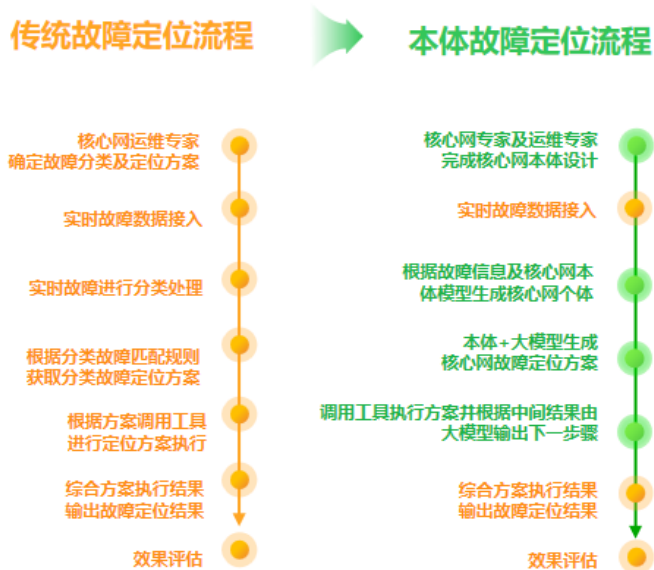 传统故障定位流程
核心网运维专家
确定故障分类及定位方案
实时故障数据接入
实时故障进行分类处理
根据分类故障匹配规则
获取分类故障定位方案
根据方案调用工具
进行定位方案执行
综合方案执行结果
输出故障定位结果
效果评估
本体故障定位流程
核心网专家及运维专家
完成核心网本体设计
实时故障数据接入
根据故障信息及核心网本
体模型生成核心网个体
本体+大模型生成
核心网故障定位方案
调用工具执行方案并根据中间结果由
大模型输出下一步骤
综合方案执行结果
输出故障定位结果
效果评估